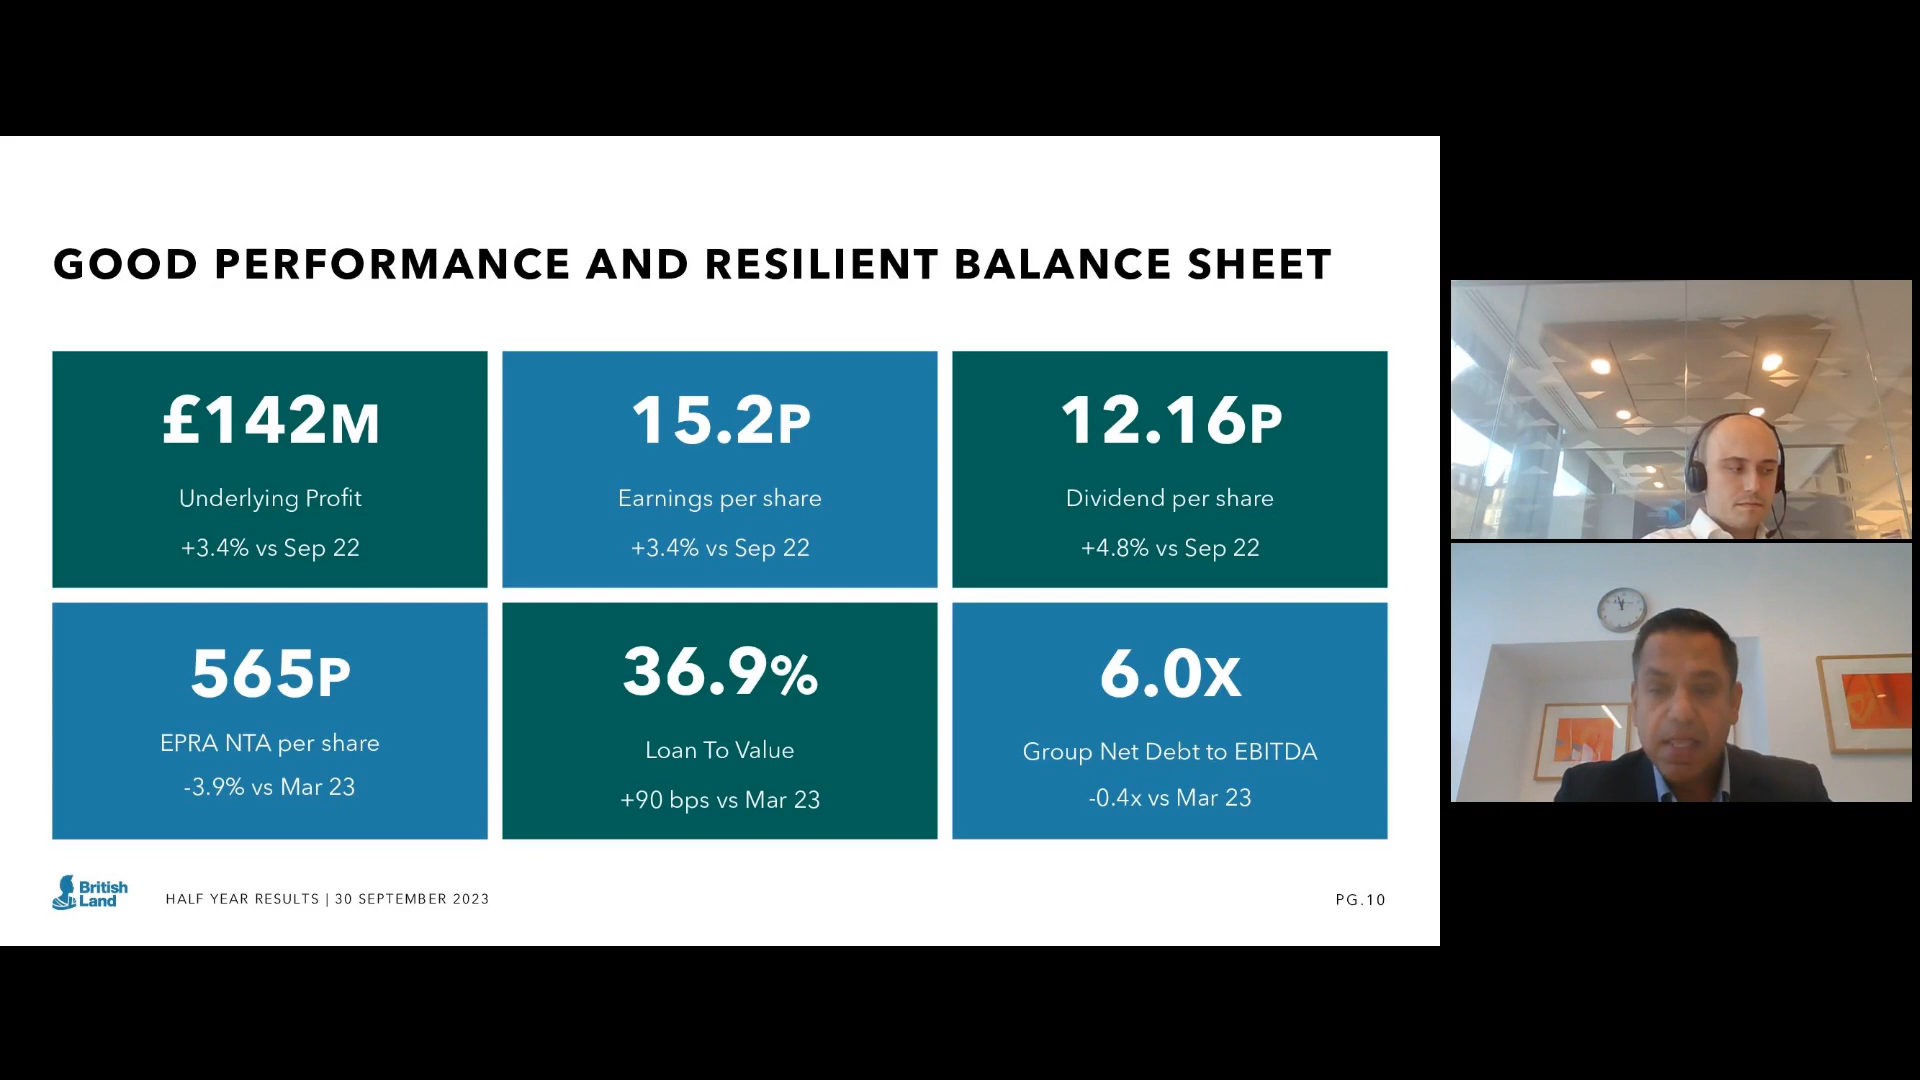 GOOD PERFORMANCE AND RESILIENT BALANCE SHEET
£142M
Underlying Profit
+3.4% vs Sep 22
15.2P
Earnings per share
+3.4% vs Sep 22
12.16P
Dividend per share
+4.8% vs Sep 22
565P
EPRA NTA per share
-3.9% vs Mar 23
36.9%
Loan To Value
+90 bps vs Mar 23
6.0X
Group Net Debt to EBITDA
-0.4x vs Mar 23
British
Land
HALF YEAR RESULTS | 30 SEPTEMBER 2023
PG.10